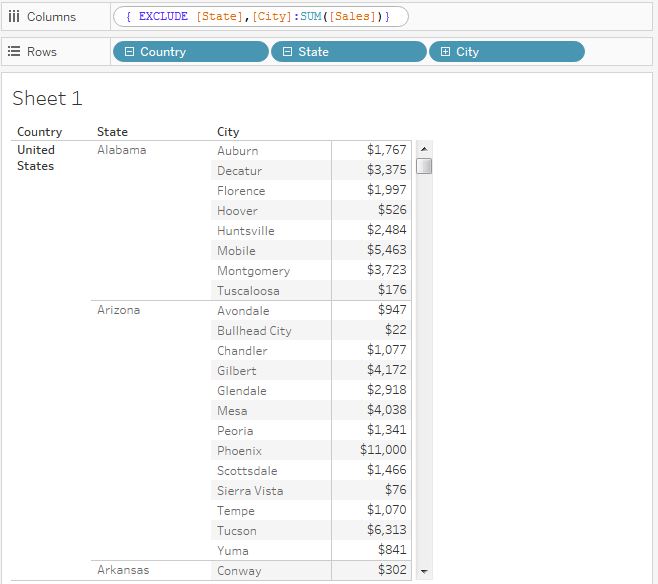 Columns { EXCLUDE [State],[City]:SUM([Sales])}
Rows Country State City
Sheet 1
Country State City
United States Alabama Auburn $1,767
Decatur $3,375
Florence $1,997
Hoover $526
Huntsville $2,484
Mobile $5,463
Montgomery $3,723
Tuscaloosa $176
Arizona Avondale $947
Bullhead City $22
Chandler $1,077
Gilbert $4,172
Glendale $2,918
Mesa $4,038
Peoria $1,341
Phoenix $11,000
Scottsdale $1,466
Sierra Vista $76
Tempe $1,070
Tucson $6,313
Yuma $841
Arkansas Conway $302